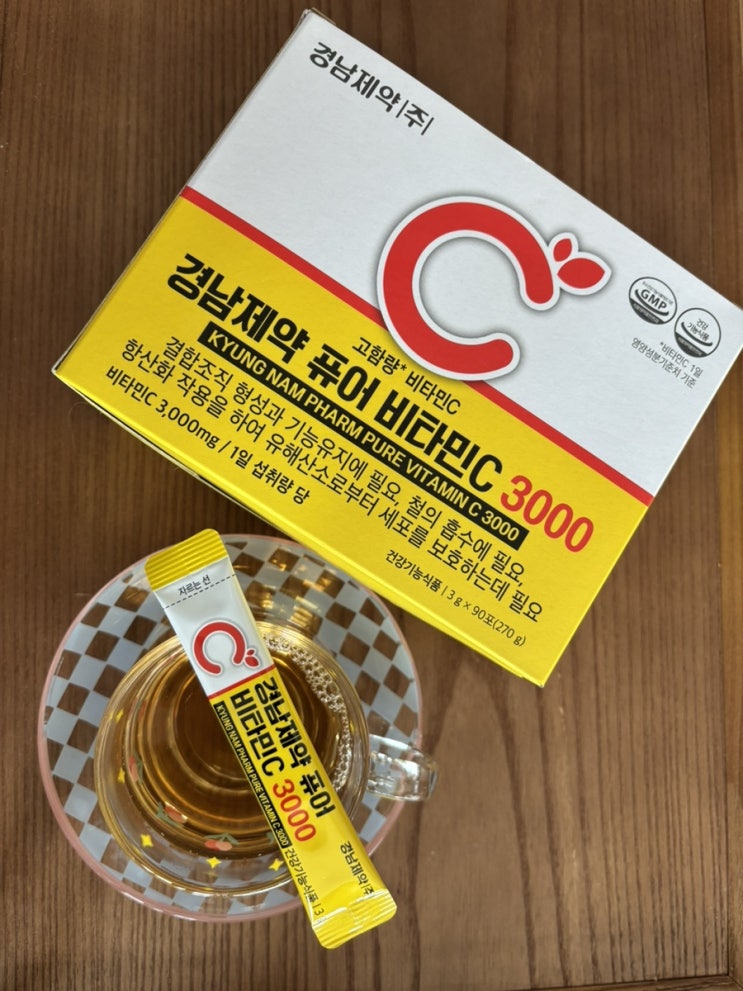 경남제약|주|
GMP
건강
기능식품
*비타민C 1일
영양성분기준치 기준
고함량* 비타민C
경남제약 퓨어 비타민C 3000
KYUNG NAM PHARM PURE VITAMIN C 3000
결합조직 형성과 기능유지에 필요, 철의 흡수에 필요,
항산화 작용을 하여 유해산소로부터 세포를 보호하는데 필요
비타민C 3,000mg / 1일 섭취량 당
건강기능식품 | 3 g × 90포(270 g)
자르는 선
경남제약 퓨어
비타민C 3000
KYUNG NAM PHARM PURE VITAMIN C 3000
건강기능식품 | 3
경남제약|주